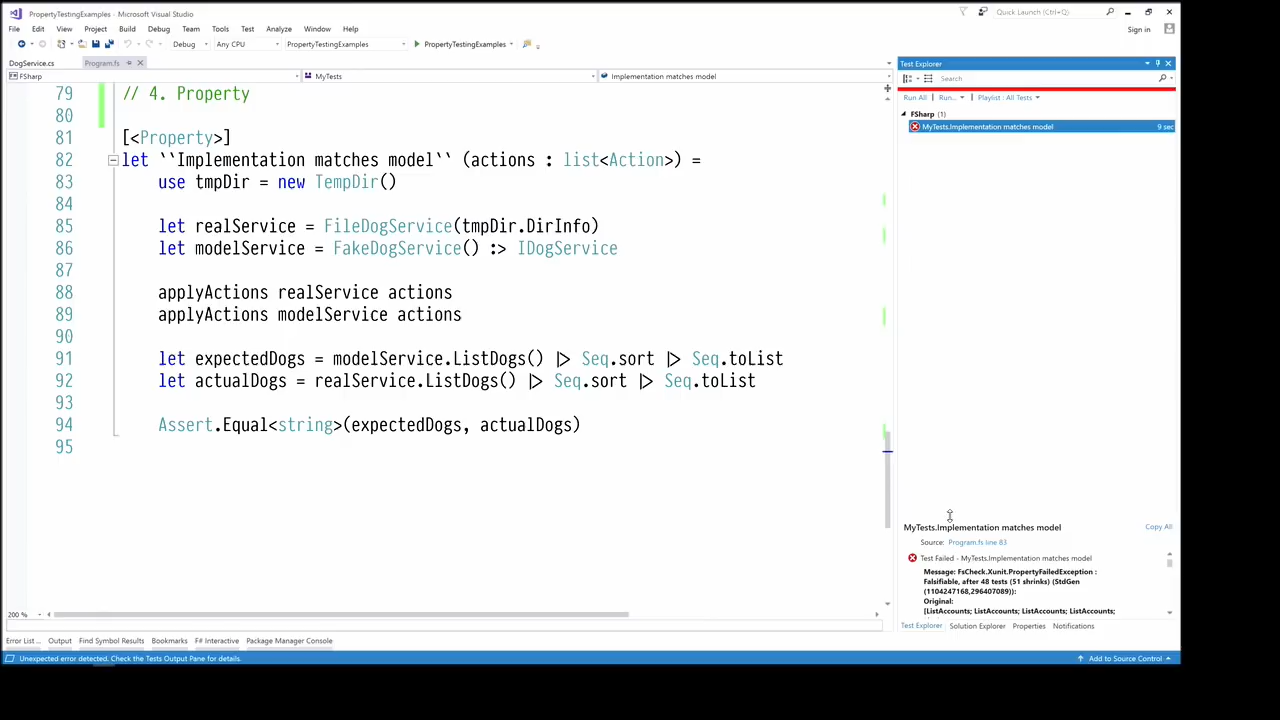 PropertyTestingExamples - Microsoft Visual Studio
Quick Launch (Ctrl+Q)
File Edit View Project Build Debug Team Tools Test Analyze Window Help
Sign in
Debug Any CPU PropertyTestingExamples PropertyTestingExamples
DogService.cs Program.fs
FSharp MyTests Implementation matches model
79 // 4. Property
80
81 [<Property>]
82 let ``Implementation matches model`` (actions : list<Action>) =
83 use tmpDir = new TempDir()
84
85 let realService = FileDogService(tmpDir.DirInfo)
86 let modelService = FakeDogService() :> IDogService
87
88 applyActions realService actions
89 applyActions modelService actions
90
91 let expectedDogs = modelService.ListDogs() |> Seq.sort |> Seq.toList
92 let actualDogs = realService.ListDogs() |> Seq.sort |> Seq.toList
93
94 Assert.Equal<string>(expectedDogs, actualDogs)
95
200 %
Test Explorer
Search
Run All Run... Playlist : All Tests
FSharp (1)
MyTests.Implementation matches model 9 sec
MyTests.Implementation matches model Copy All
Source: Program.fs line 83
Test Failed - MyTests.Implementation matches model
Message: FsCheck.Xunit.PropertyFailedException :
Falsifiable, after 48 tests (51 shrinks) (StdGen
(1104247168,296407089)):
Original:
[ListAccounts; ListAccounts; ListAccounts; ListAccounts;
Test Explorer Solution Explorer Properties Notifications
Error List ... Output Find Symbol Results Bookmarks F# Interactive Package Manager Console
Unexpected error detected. Check the Tests Output Pane for details.
Add to Source Control